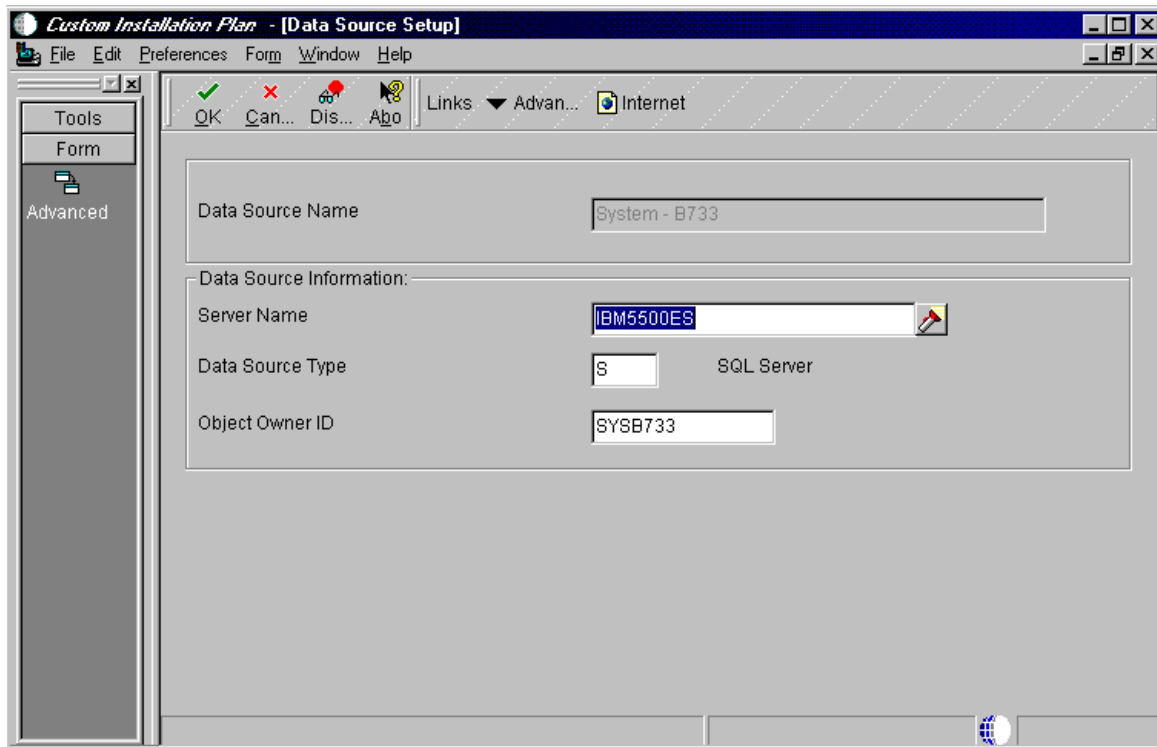 Custom Installation Plan - [Data Source Setup]
File Edit Preferences Form Window Help
Tools
Form
Advanced
OK Can... Dis... Abo Links Advan... Internet
Data Source Name System - B733
Data Source Information:
Server Name IBM5500ES
Data Source Type S SQL Server
Object Owner ID SYSB733